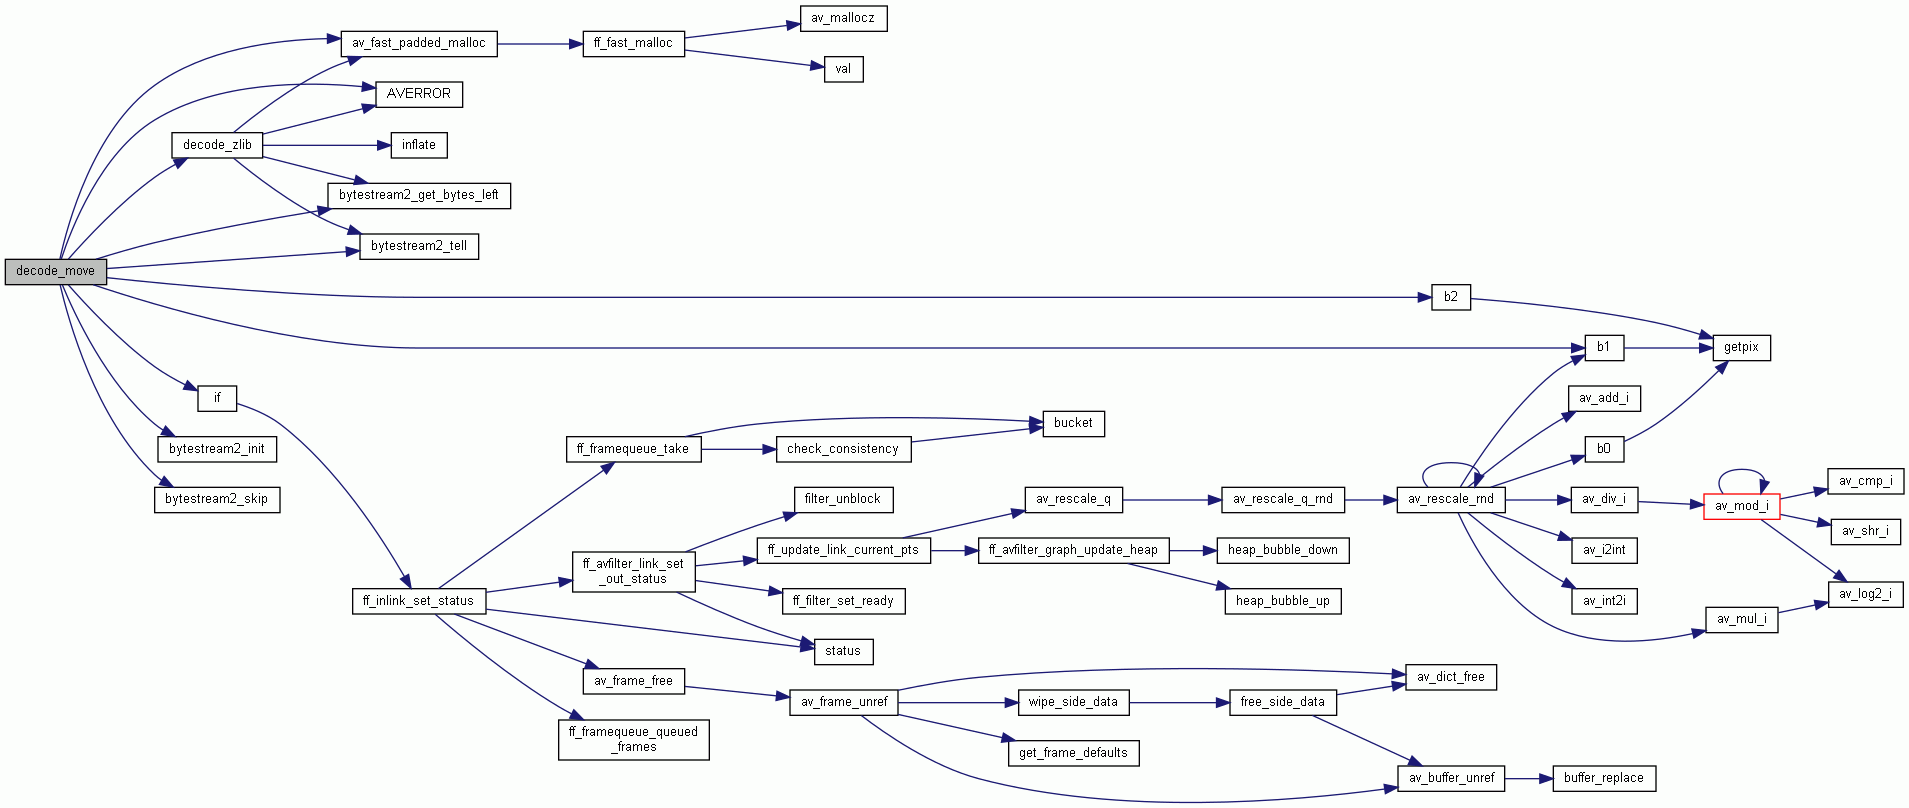 av_mallocz
av_fast_padded_malloc
ff_fast_malloc
val
AVERROR
decode_zlib
inflate
bytestream2_get_bytes_left
bytestream2_tell
decode_move
b2
b1
getpix
if
av_add_i
bucket
bytestream2_init
ff_framequeue_take
check_consistency
b0
bytestream2_skip
filter_unblock
av_rescale_q
av_rescale_q_rnd
av_rescale_rnd
av_div_i
av_mod_i
av_cmp_i
av_shr_i
ff_avfilter_link_set
_out_status
ff_update_link_current_pts
ff_avfilter_graph_update_heap
heap_bubble_down
av_i2int
ff_inlink_set_status
ff_filter_set_ready
heap_bubble_up
av_int2i
av_log2_i
av_mul_i
status
av_frame_free
av_dict_free
av_frame_unref
wipe_side_data
free_side_data
ff_framequeue_queued
_frames
get_frame_defaults
av_buffer_unref
buffer_replace